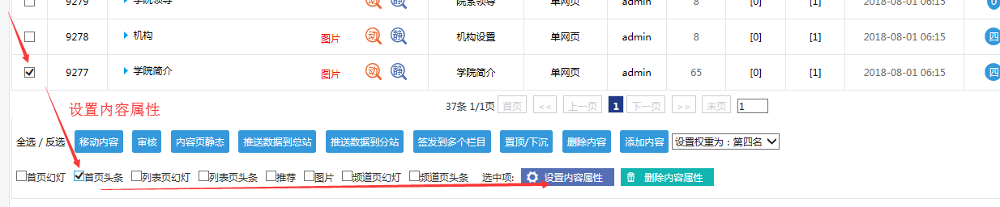 9279 学院领导 动 静 院系领导 单网页 admin 8 [0] [1] 2018-08-01 06:15
9278 机构 图片 动 静 机构设置 单网页 admin 8 [0] [1] 2018-08-01 06:15 四
9277 学院简介 图片 动 静 学院简介 单网页 admin 65 [0] [1] 2018-08-01 06:15 四
37条 1/1页 首页 << 上一页 1 下一页 >> 末页 1
设置内容属性
全选 / 反选 移动内容 审核 内容页静态 推送数据到总站 推送数据到分站 签发到多个栏目 置顶/下沉 删除内容 添加内容 设置权重为：第四名
首页幻灯 首页头条 列表页幻灯 列表页头条 推荐 图片 频道页幻灯 频道页头条 选中项: 设置内容属性 删除内容属性